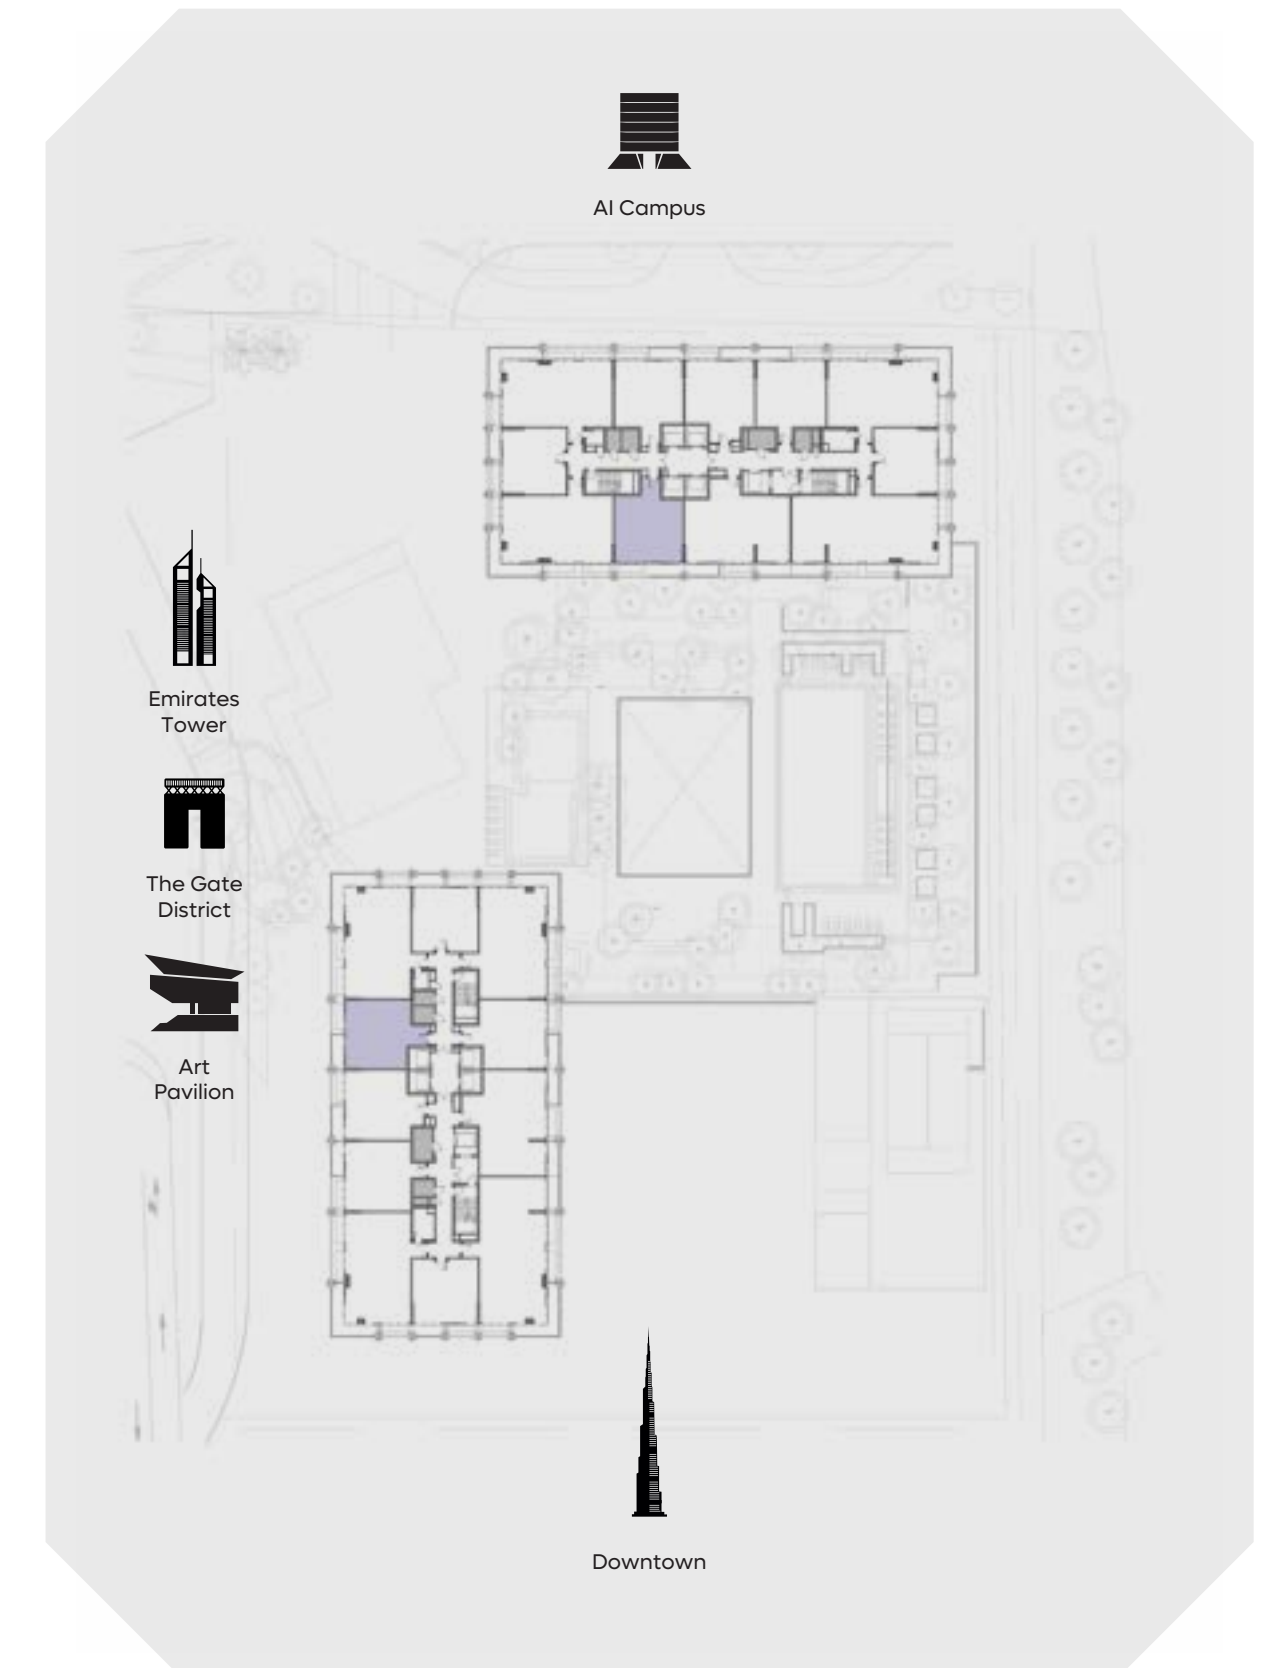 AI Campus
Emirates
Tower
The Gate
District
Art
Pavilion
Downtown